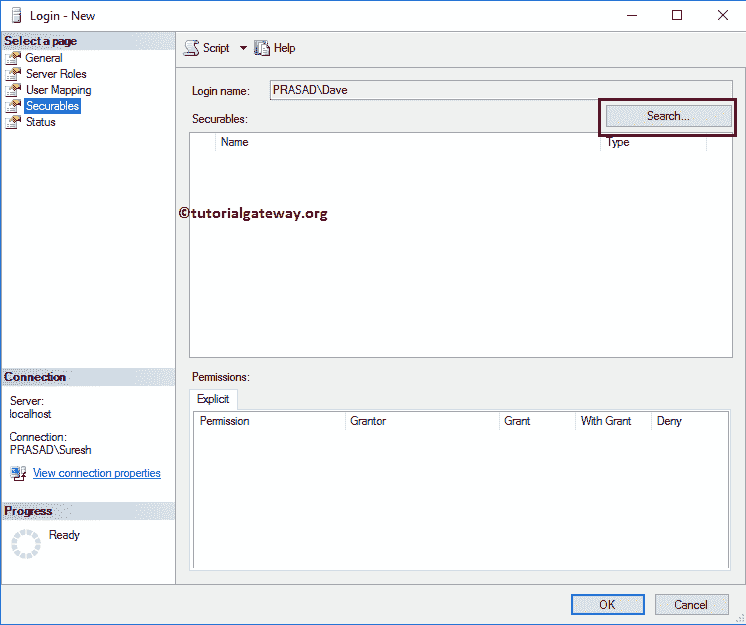 Login - New
Select a page
General
Server Roles
User Mapping
Securables
Status
Connection
Server:
localhost
Connection:
PRASAD\Suresh
View connection properties
Progress
Ready
Script Help
Login name: PRASAD\Dave
Securables: Search...
Name Type
©tutorialgateway.org
Permissions:
Explicit
Permission Grantor Grant With Grant Deny
OK Cancel